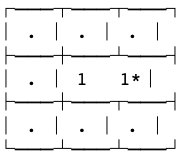 . | . | . |
. | 1 1* |
. | . | . |